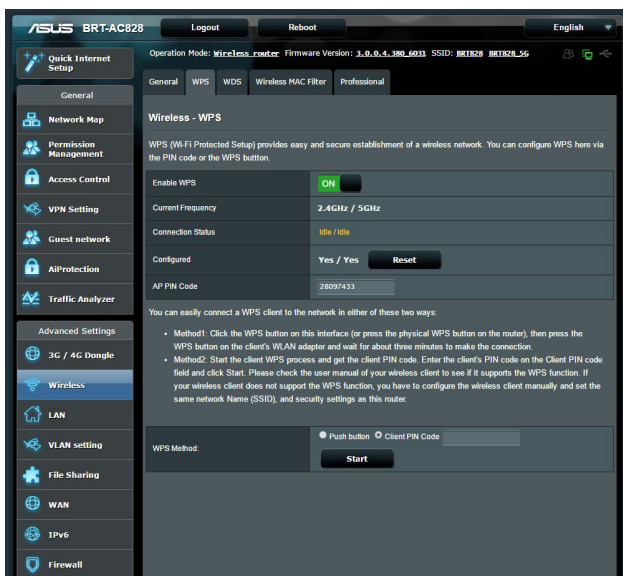 ASUS BRT-AC828
Logout
Reboot
English
Quick Internet
Setup
Operation Mode: Wireless router Firmware Version: 3.0.0.4.380_6031 SSID: BRT828 BRT828_5G
General
WPS
WDS
Wireless MAC Filter
Professional
General
Network Map
Permission
Management
Access Control
VPN Setting
Guest network
AiProtection
Traffic Analyzer
Advanced Settings
3G / 4G Dongle
Wireless
LAN
VLAN setting
File Sharing
WAN
IPv6
Firewall
Wireless - WPS
WPS (Wi-Fi Protected Setup) provides easy and secure establishment of a wireless network. You can configure WPS here via
the PIN code or the WPS buttton.
Enable WPS
ON
Current Frequency
2.4GHz / 5GHz
Connection Status
Idle / Idle
Configured
Yes / Yes
Reset
AP PIN Code
28097433
You can easily connect a WPS client to the network in either of these two ways:
• Method1: Click the WPS button on this interface (or press the physical WPS button on the router), then press the
WPS button on the client's WLAN adapter and wait for about three minutes to make the connection.
• Method2: Start the client WPS process and get the client PIN code. Enter the client's PIN code on the Client PIN code
field and click Start. Please check the user manual of your wireless client to see if it supports the WPS function. If
your wireless client does not support the WPS function, you have to configure the wireless client manually and set the
same network Name (SSID), and security settings as this router.
WPS Method:
Push button
Client PIN Code
Start